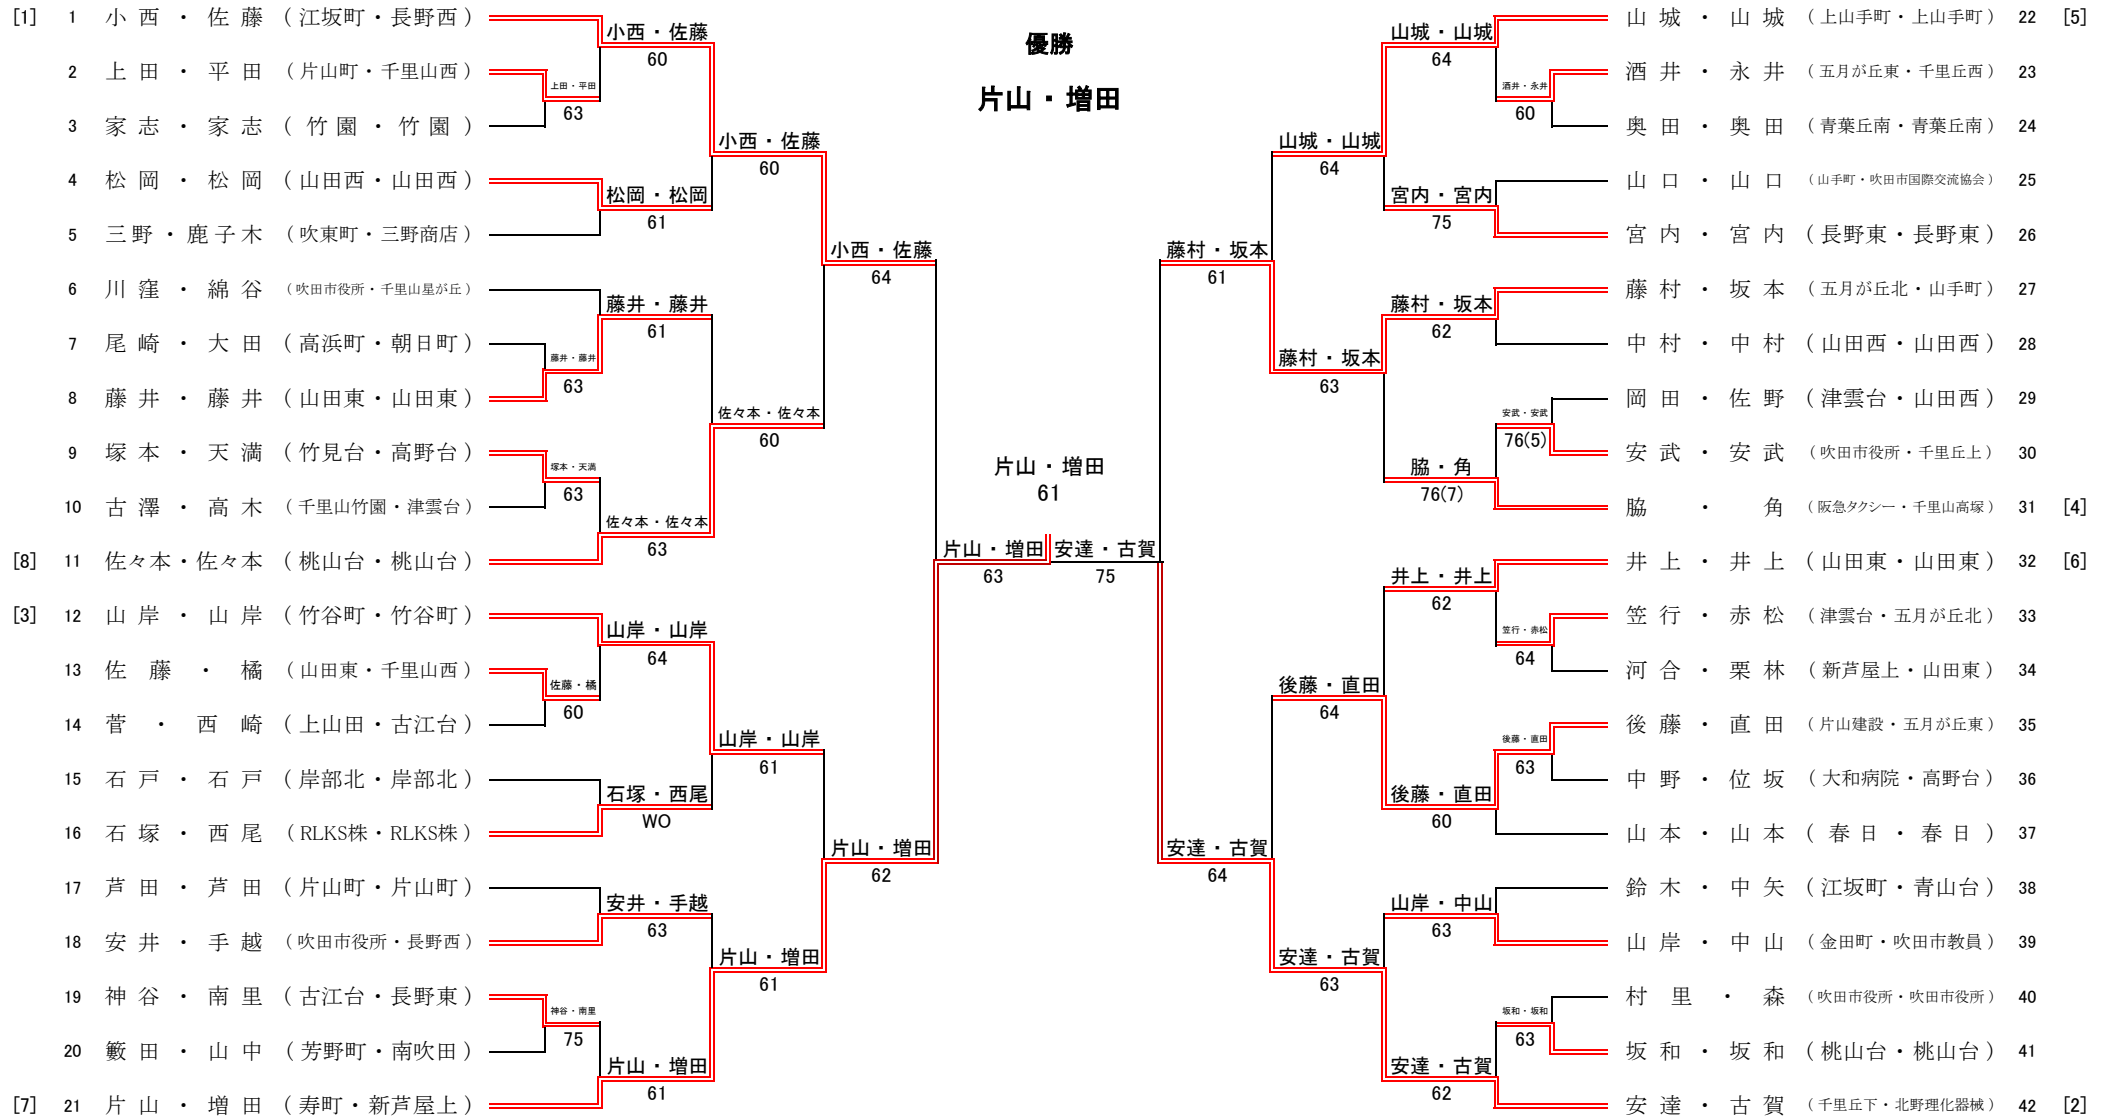 優勝
片山・増田
[1] 1 小西・佐藤 (江坂町・長野西)
2 上田・平田 (片山町・千里山西)
3 家志・家志 (竹園・竹園)
4 松岡・松岡 (山田西・山田西)
5 三野・鹿子木 (吹東町・三野商店)
6 川窪・綿谷 (吹田市役所・千里山星が丘)
7 尾崎・大田 (高浜町・朝日町)
8 藤井・藤井 (山田東・山田東)
9 塚本・天満 (竹見台・高野台)
10 古澤・高木 (千里山竹園・津雲台)
[8] 11 佐々本・佐々本 (桃山台・桃山台)
[3] 12 山岸・山岸 (竹谷町・竹谷町)
13 佐藤・橘 (山田東・千里山西)
14 菅・西崎 (上山田・古江台)
15 石戸・石戸 (岸部北・岸部北)
16 石塚・西尾 (RLKS株・RLKS株)
17 芦田・芦田 (片山町・片山町)
18 安井・手越 (吹田市役所・長野西)
19 神谷・南里 (古江台・長野東)
20 籔田・山中 (芳野町・南吹田)
[7] 21 片山・増田 (寿町・新芦屋上)
上田・平田
63
藤井・藤井
63
塚本・天満
63
佐藤・橘
60
神谷・南里
75
小西・佐藤
60
松岡・松岡
61
藤井・藤井
61
佐々本・佐々本
63
山岸・山岸
64
石塚・西尾
WO
安井・手越
63
片山・増田
61
小西・佐藤
60
佐々本・佐々本
60
山岸・山岸
61
片山・増田
61
小西・佐藤
64
片山・増田
62
片山・増田
63
片山・増田
61
安達・古賀
75
藤村・坂本
61
安達・古賀
64
山城・山城
64
藤村・坂本
63
後藤・直田
64
安達・古賀
63
山城・山城
64
宮内・宮内
75
藤村・坂本
62
脇・角
76(7)
井上・井上
62
後藤・直田
60
山岸・中山
63
安達・古賀
62
酒井・永井
60
安武・安武
76(5)
笠行・赤松
64
後藤・直田
63
坂和・坂和
63
山城・山城 (上山手町・上山手町) 22 [5]
酒井・永井 (五月が丘東・千里丘西) 23
奥田・奥田 (青葉丘南・青葉丘南) 24
山口・山口 (山手町・吹田市国際交流協会) 25
宮内・宮内 (長野東・長野東) 26
藤村・坂本 (五月が丘北・山手町) 27
中村・中村 (山田西・山田西) 28
岡田・佐野 (津雲台・山田西) 29
安武・安武 (吹田市役所・千里丘上) 30
脇・角 (阪急タクシー・千里山高塚) 31 [4]
井上・井上 (山田東・山田東) 32 [6]
笠行・赤松 (津雲台・五月が丘北) 33
河合・栗林 (新芦屋上・山田東) 34
後藤・直田 (片山建設・五月が丘東) 35
中野・位坂 (大和病院・高野台) 36
山本・山本 (春日・春日) 37
鈴木・中矢 (江坂町・青山台) 38
山岸・中山 (金田町・吹田市教員) 39
村里・森 (吹田市役所・吹田市役所) 40
坂和・坂和 (桃山台・桃山台) 41
安達・古賀 (千里丘下・北野理化器械) 42 [2]